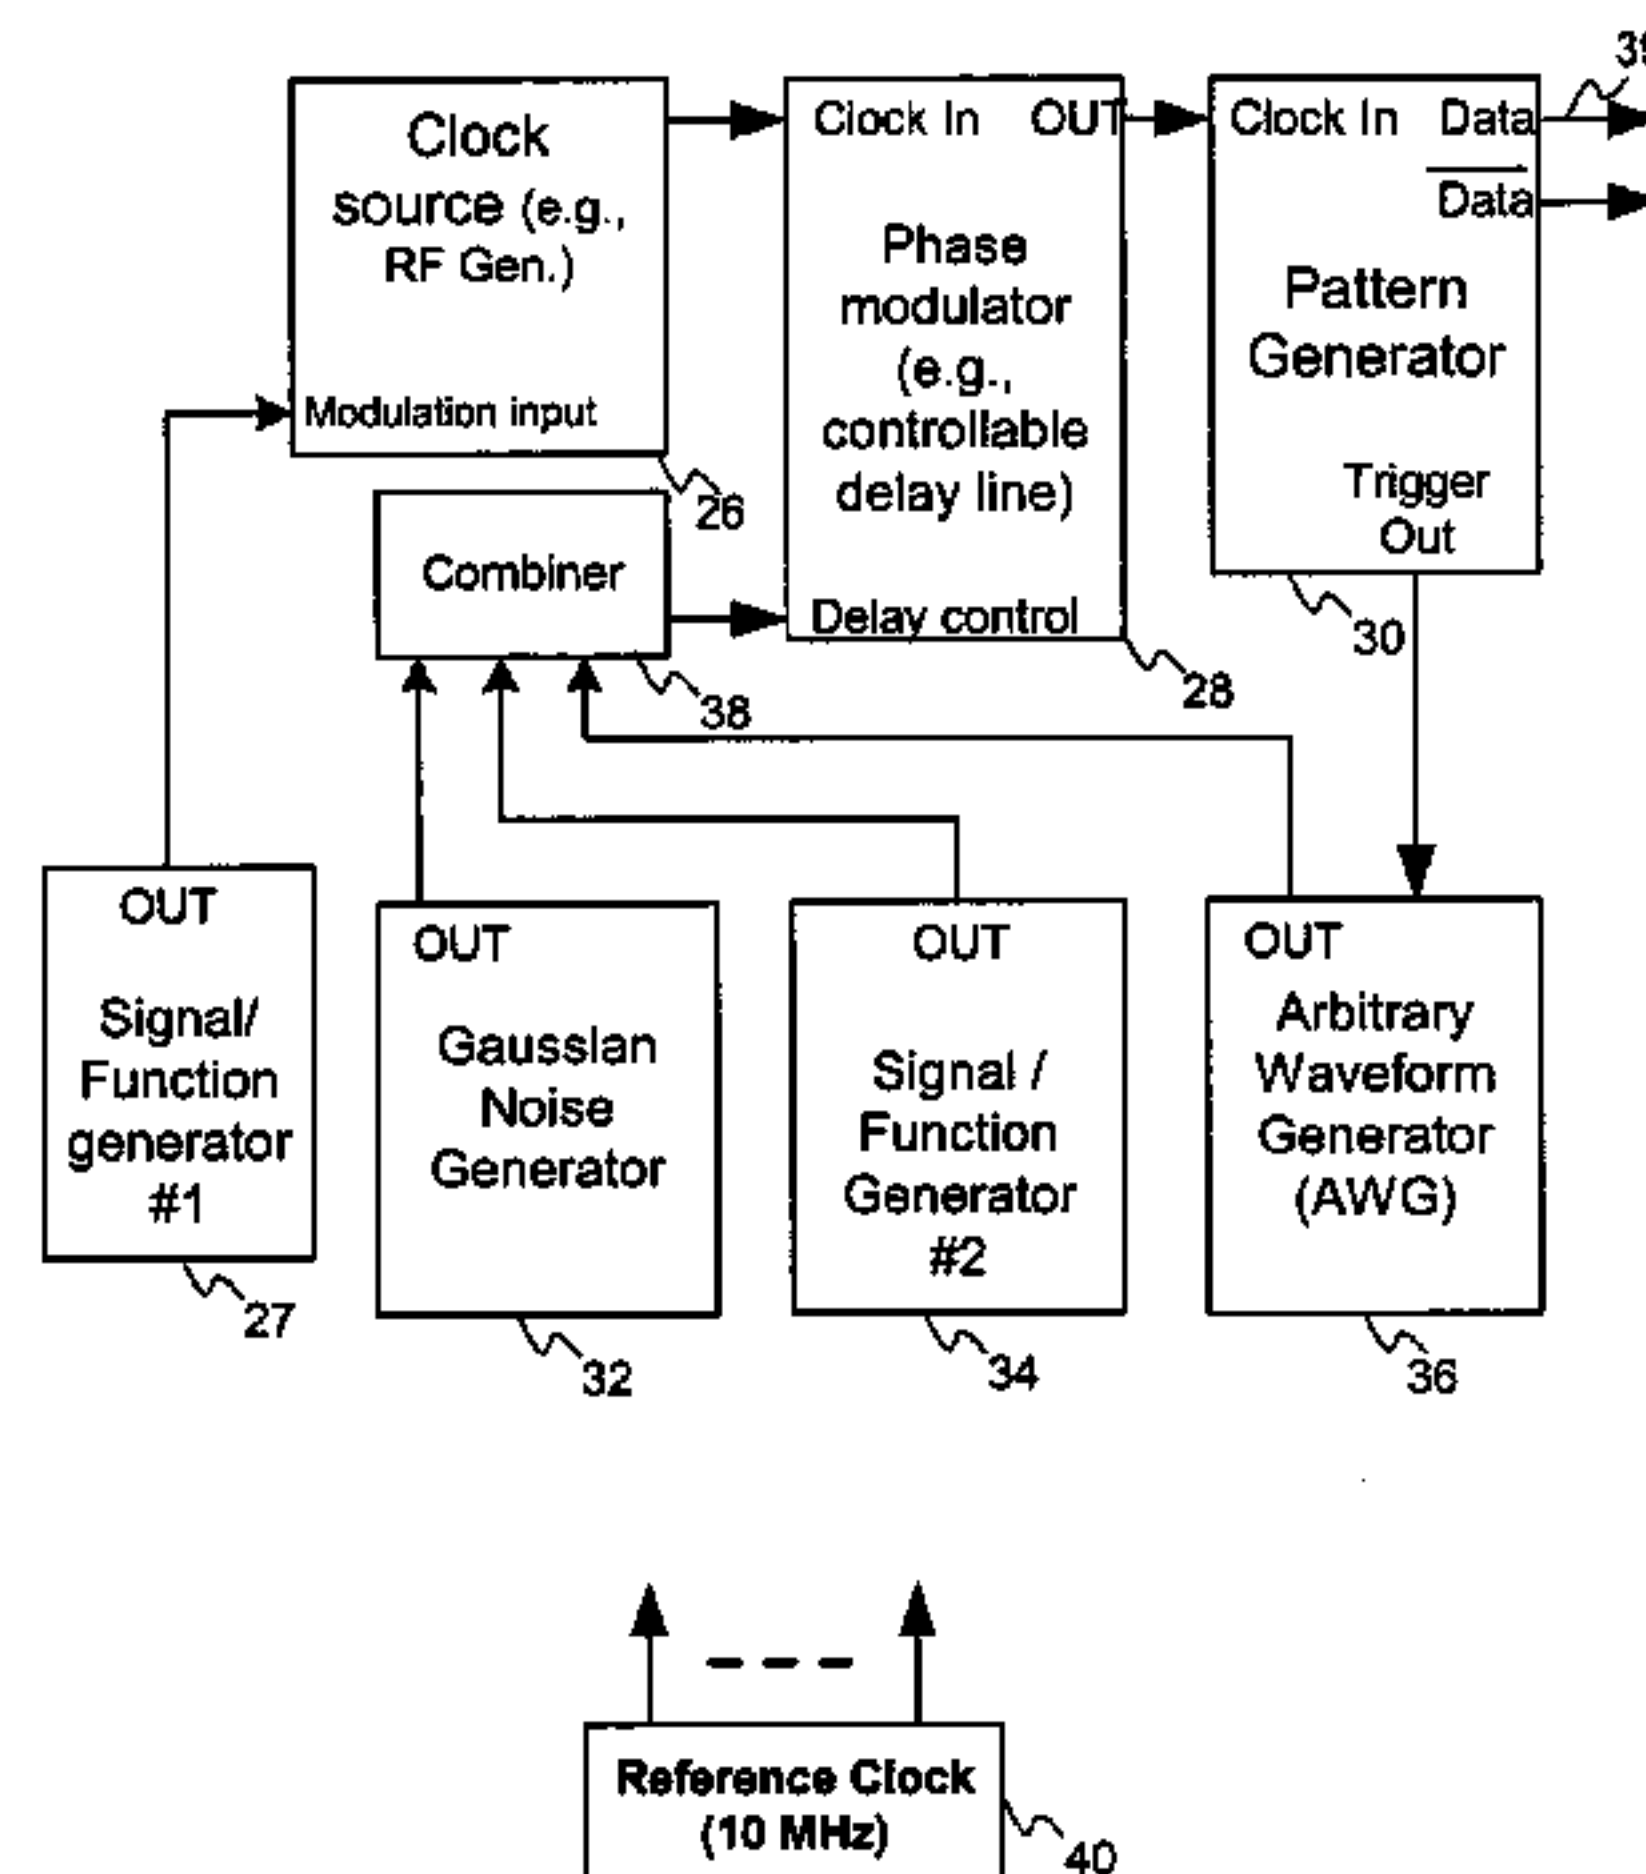 Clock
source (e.g.,
RF Gen.)
Modulation input
26
Clock In OUT
Phase
modulator
(e.g.,
controllable
delay line)
Delay control
28
Clock In Data
Data
Pattern
Generator
Trigger
Out
30
Combiner
38
OUT
Signal/
Function
generator
#1
27
OUT
Gaussian
Noise
Generator
32
OUT
Signal /
Function
Generator
#2
34
OUT
Arbitrary
Waveform
Generator
(AWG)
36
Reference Clock
(10 MHz)
40